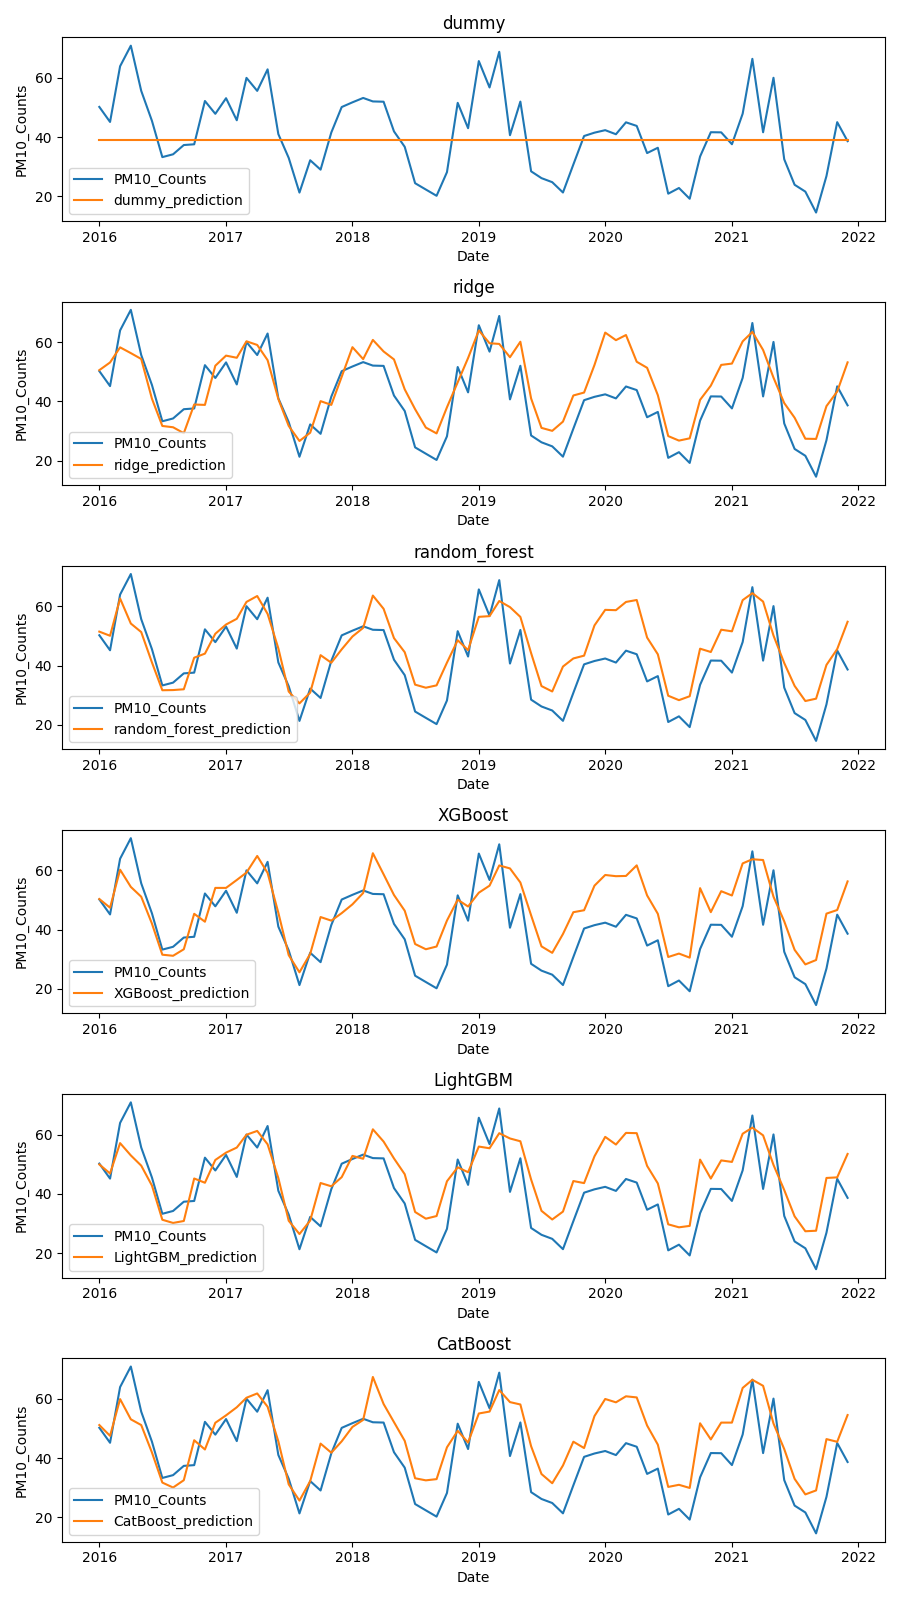 dummy
PM10_Counts
60
40
20
PM10_Counts
dummy_prediction
2016 2017 2018 2019 2020 2021 2022
Date
ridge
PM10_Counts
60
40
20
PM10_Counts
ridge_prediction
2016 2017 2018 2019 2020 2021 2022
Date
random_forest
PM10_Counts
60
40
20
PM10_Counts
random_forest_prediction
2016 2017 2018 2019 2020 2021 2022
Date
XGBoost
PM10_Counts
60
40
20
PM10_Counts
XGBoost_prediction
2016 2017 2018 2019 2020 2021 2022
Date
LightGBM
PM10_Counts
60
40
20
PM10_Counts
LightGBM_prediction
2016 2017 2018 2019 2020 2021 2022
Date
CatBoost
PM10_Counts
60
40
20
PM10_Counts
CatBoost_prediction
2016 2017 2018 2019 2020 2021 2022
Date